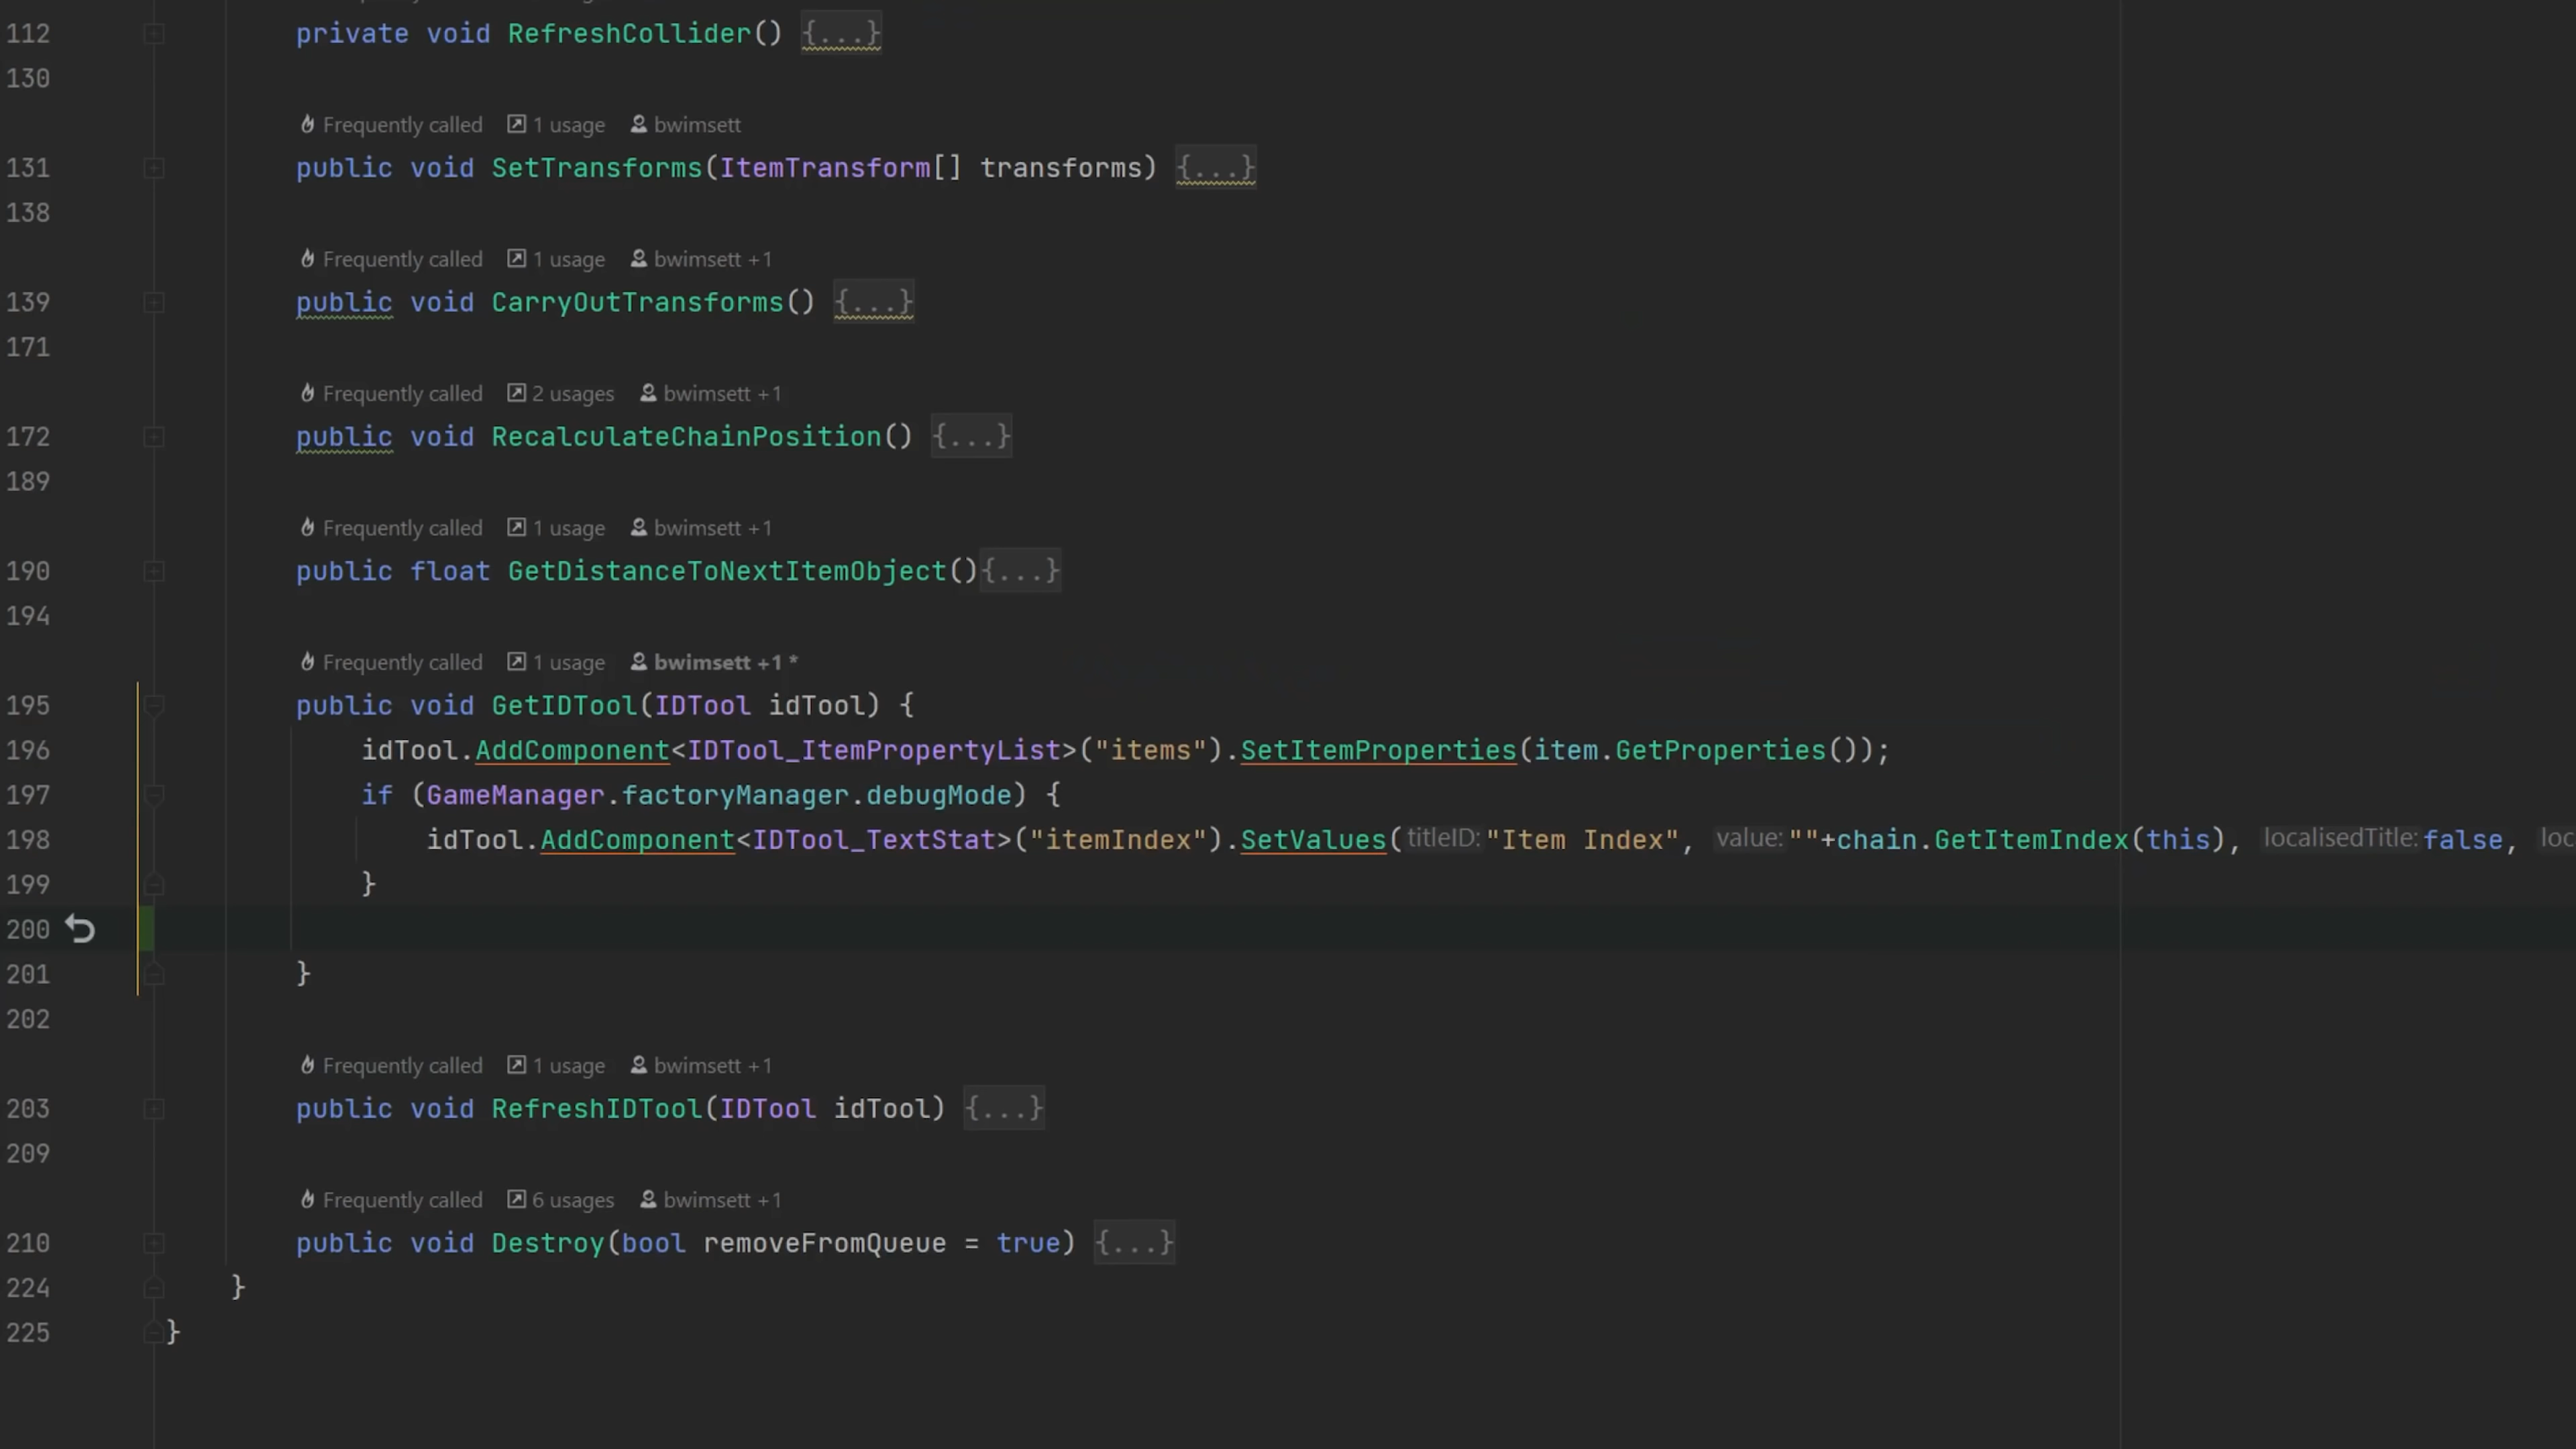 112 private void RefreshCollider() {...}
130
Frequently called 1 usage bwimsett
131 public void SetTransforms(ItemTransform[] transforms) {...}
138
Frequently called 1 usage bwimsett +1
139 public void CarryOutTransforms() {...}
171
Frequently called 2 usages bwimsett +1
172 public void RecalculateChainPosition() {...}
189
Frequently called 1 usage bwimsett +1
190 public float GetDistanceToNextItemObject(){...}
194
Frequently called 1 usage bwimsett +1 *
195 public void GetIDTool(IDTool idTool) {
196 idTool.AddComponent<IDTool_ItemPropertyList>("items").SetItemProperties(item.GetProperties());
197 if (GameManager.factoryManager.debugMode) {
198 idTool.AddComponent<IDTool_TextStat>("itemIndex").SetValues(titleID: "Item Index", value: ""+chain.GetItemIndex(this), localisedTitle: false, loc
199 }
200
201 }
202
Frequently called 1 usage bwimsett +1
203 public void RefreshIDTool(IDTool idTool) {...}
209
Frequently called 6 usages bwimsett +1
210 public void Destroy(bool removeFromQueue = true) {...}
224 }
225 }